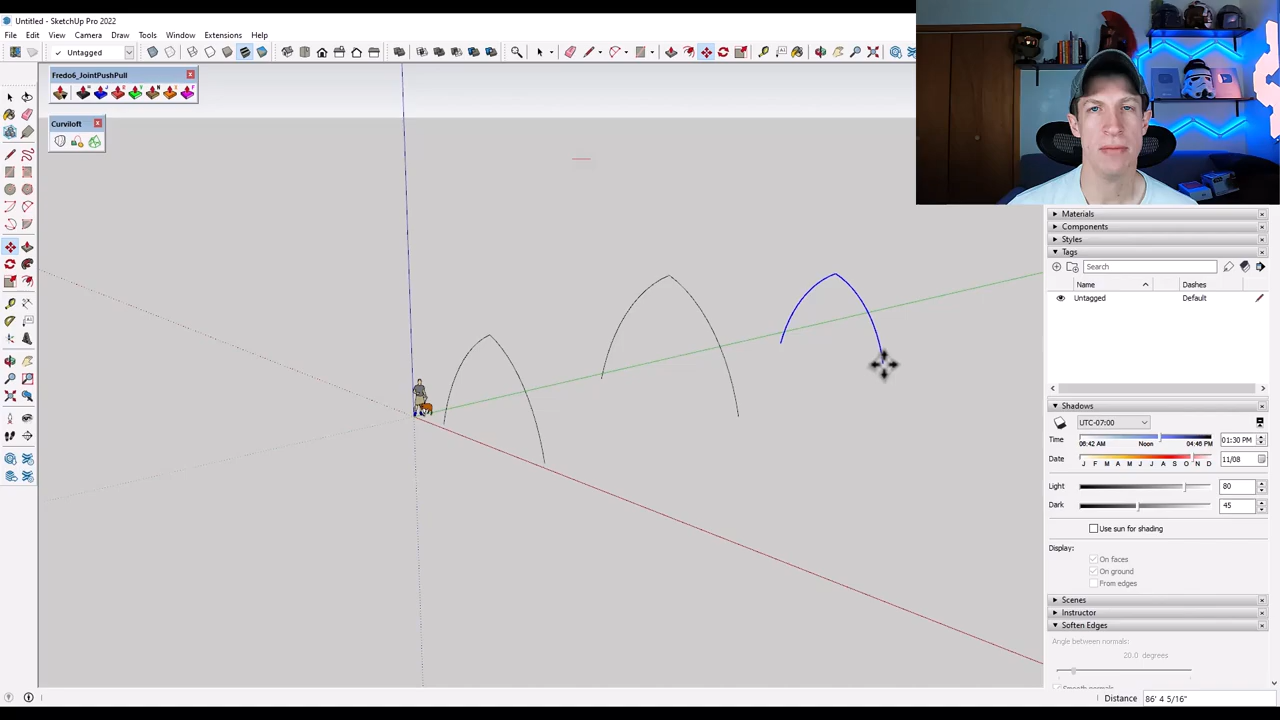 Untitled - SketchUp Pro 2022
File Edit View Camera Draw Tools Window Extensions Help
Untagged
Fredo6_JointPushPull
Curviloft
Materials
Components
Styles
Tags
Search
Name Dashes
Untagged Default
Shadows
UTC-07:00
Time 01:30 PM
06:42 AM Noon 04:46 PM
Date 11/08
J F M A M J J A S O N D
Light 80
Dark 45
Use sun for shading
Display:
On faces
On ground
From edges
Scenes
Instructor
Soften Edges
Angle between normals:
20.0 degrees
Smooth normals
Distance 86' 4 5/16"